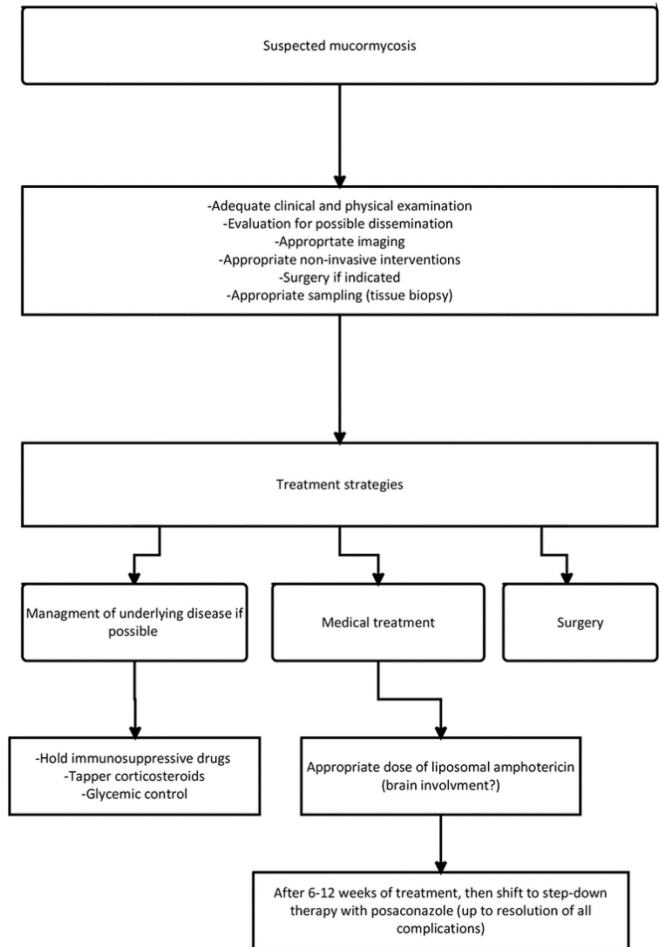 Suspected mucormycosis
-Adequate clinical and physical examination
-Evaluation for possible dissemination
-Approprtate imaging
-Appropriate non-invasive interventions
-Surgery if indicated
-Appropriate sampling (tissue biopsy)
Treatment strategies
Managment of underlying disease if
possible
Medical treatment
Surgery
-Hold immunosuppressive drugs
-Tapper corticosteroids
-Glycemic control
Appropriate dose of liposomal amphotericin
(brain involvment?)
After 6-12 weeks of treatment, then shift to step-down
therapy with posaconazole (up to resolution of all
complications)